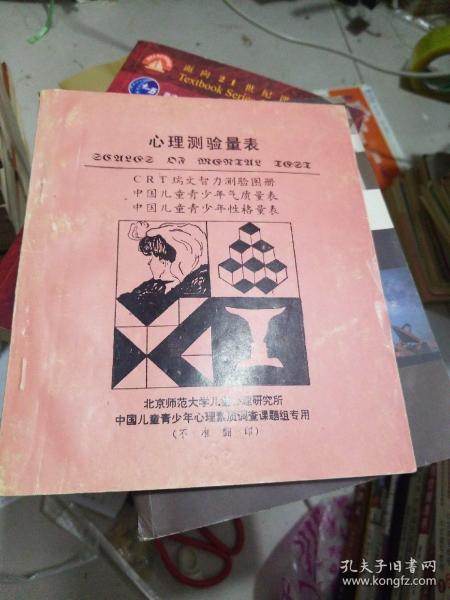 面向21世纪课
Textbook Series
心理测验量表
SCALES OF MENTAL TEST
CRT瑞文智力测验图册
中国儿童青少年气质量表
中国儿童青少年性格量表
北京师范大学儿童心理研究所
中国儿童青少年心理素质调查课题组专用
(不准翻印)
孔夫子旧书网
www.kongfz.com